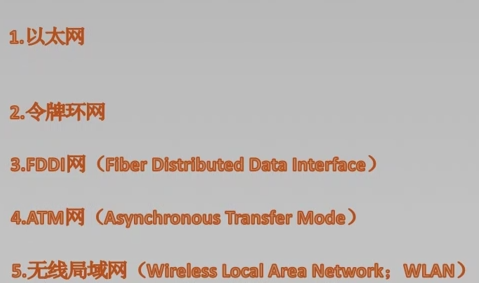 1.以太网
2.令牌环网
3.FDDI网（Fiber Distributed Data Interface）
4.ATM网（Asynchronous Transfer Mode）
5.无线局域网（Wireless Local Area Network；WLAN）